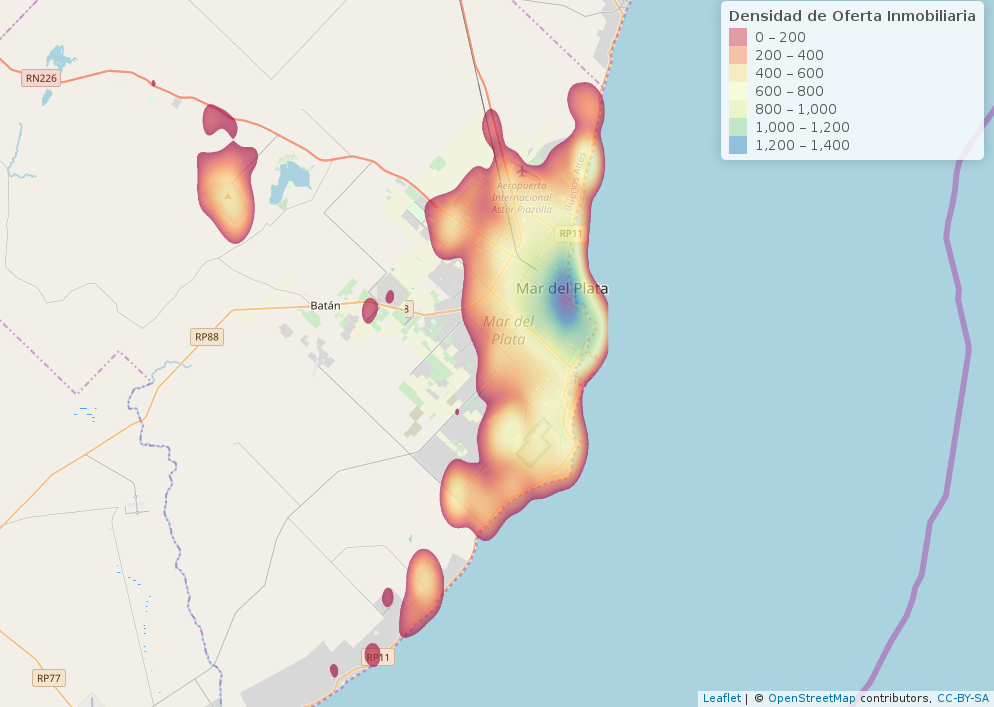 Densidad de Oferta Inmobiliaria
0 – 200
200 – 400
400 – 600
600 – 800
800 – 1,000
1,000 – 1,200
1,200 – 1,400
RN226
Buenos Aires
Aeropuerto
Internacional
Astor Piazolla
RP11
Mar del Plata
Batán
8
Mar del
Plata
RP88
RP11
RP77
Leaflet | © OpenStreetMap contributors, CC-BY-SA